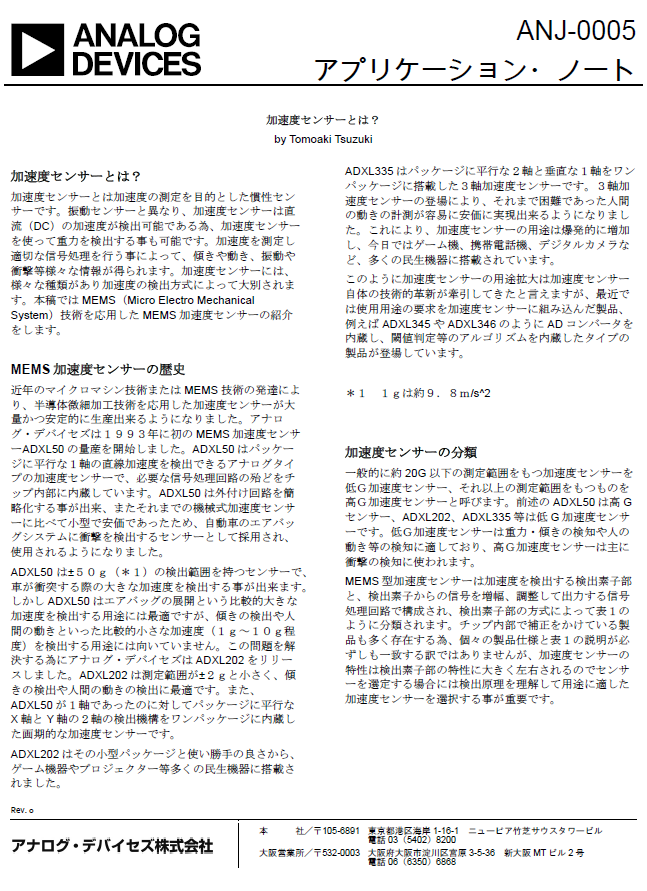 ANALOG
DEVICES
ANJ-0005
アプリケーション・ノート
加速度センサーとは？
by Tomoaki Tsuzuki
加速度センサーとは？
加速度センサーとは加速度の測定を目的とした慣性セン
サーです。振動センサーと異なり、加速度センサーは直
流（DC）の加速度が検出可能である為、加速度センサー
を使って重力を検出する事も可能です。加速度を測定し
適切な信号処理を行う事によって、傾きや動き、振動や
衝撃等様々な情報が得られます。加速度センサーには、
様々な種類があり加速度の検出方式によって大別されま
す。本稿では MEMS（Micro Electro Mechanical
System）技術を応用した MEMS 加速度センサーの紹介
をします。
MEMS 加速度センサーの歴史
近年のマイクロマシン技術または MEMS 技術の発達によ
り、半導体微細加工技術を応用した加速度センサーが大
量かつ安定的に生産出来るようになりました。アナロ
グ・デバイセズは１９９３年に初の MEMS 加速度センサ
ーADXL50 の量産を開始しました。ADXL50 はパッケー
ジに平行な１軸の直線加速度を検出できるアナログタイ
プの加速度センサーで、必要な信号処理回路の殆どをチ
ップ内部に内蔵しています。ADXL50 は外付け回路を簡
略化する事が出来、またそれまでの機械式加速度センサ
ーに比べて小型で安価であったため、自動車のエアバッ
グシステムに衝撃を検出するセンサーとして採用され、
使用されるようになりました。
ADXL50 は±５０ｇ（＊１）の検出範囲を持つセンサーで、
車が衝突する際の大きな加速度を検出する事が出来ます。
しかし ADXL50 はエアバッグの展開という比較的大きな
加速度を検出する用途には最適ですが、傾きの検出や人
間の動きといった比較的小さな加速度（１ｇ～１０ｇ程
度）を検出する用途には向いていません。この問題を解
決する為にアナログ・デバイセズは ADXL202 をリリー
スしました。ADXL202 は測定範囲が±２ｇと小さく、傾
きの検出や人間の動きの検出に最適です。また、
ADXL50 が１軸であったのに対してパッケージに平行な
X 軸と Y 軸の２軸の検出機構をワンパッケージに内蔵し
た画期的な加速度センサーです。
ADXL202 はその小型パッケージと使い勝手の良さから、
ゲーム機器やプロジェクター等多くの民生機器に搭載さ
れました。
ADXL335 はパッケージに平行な２軸と垂直な１軸をワン
パッケージに搭載した３軸加速度センサーです。３軸加
速度センサーの登場により、それまで困難であった人間
の動きの計測が容易に安価に実現出来るようになりまし
た。これにより、加速度センサーの用途は爆発的に増加
し、今日ではゲーム機、携帯電話機、デジタルカメラな
ど、多くの民生機器に搭載されています。
このように加速度センサーの用途拡大は加速度センサー
自体の技術的革新が牽引してきたと言えますが、最近で
は使用用途の要求を加速度センサーに組み込んだ製品、
例えば ADXL345 や ADXL346 のように AD コンバータを
内蔵し、閾値判定等のアルゴリズムを内蔵したタイプの
製品が登場しています。
＊１　１ｇは約９．８ｍ/s^2
加速度センサーの分類
一般的に約 20G 以下の測定範囲をもつ加速度センサーを
低Ｇ加速度センサー、それ以上の測定範囲をもつものを
高Ｇ加速度センサーと呼びます。前述の ADXL50 は高 G
センサー、ADXL202、ADXL335 等は低 G 加速度センサ
ーです。低Ｇ加速度センサーは重力・傾きの検知や人の
動き等の検知に適しており、高Ｇ加速度センサーは主に
衝撃の検知に使われます。
MEMS 型加速度センサーは加速度を検出する検出素子部
と、検出素子からの信号を増幅、調整して出力する信号
処理回路で構成され、検出素子部の方式によって表１の
ように分類されます。チップ内部で補正をかけている製
品も多く存在する為、個々の製品仕様と表１の説明が必
ずしも一致する訳ではありませんが、加速度センサーの
特性は検出素子部の特性に大きく左右されるのでセンサ
ーを選定する場合には検出原理を理解して用途に適した
加速度センサーを選択する事が重要です。
Rev. 0
アナログ・デバイセズ株式会社
本　　社／〒105-6891　東京都港区海岸 1-16-1　ニューピア竹芝サウスタワービル
電話 03（5402）8200
大阪営業所／〒532-0003　大阪府大阪市淀川区宮原 3-5-36　新大阪 MT ビル 2 号
電話 06（6350）6868